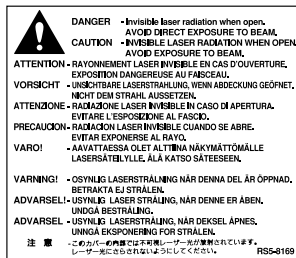 DANGER - Invisible laser radiation when open.
AVOID DIRECT EXPOSURE TO BEAM.
CAUTION - INVISIBLE LASER RADIATION WHEN OPEN.
AVOID EXPOSURE TO BEAM.
ATTENTION - RAYONNEMENT LASER INVISIBLE EN CAS D'OUVERTURE.
EXPOSITION DANGEREUSE AU FAISCEAU.
VORSICHT - UNSICHTBARE LASERSTRAHLUNG, WENN ABDECKUNG GEÖFFNET.
NICHT DEM STRAHL AUSSETZEN.
ATTENZIONE - RADIAZIONE LASER INVISIBILE IN CASO DI APERTURA.
EVITARE L'ESPOSIZIONE AL FASCIO.
PRECAUCION - RADIACION LASER INVISIBLE CUANDO SE ABRE.
EVITAR EXPONERSE AL RAYO.
VARO! - AAVATTAESSA OLET ALTTIINA NÄKYMÄTTÖMÄLLE
LASERSÄTEILYLLE. ÄLÄ KATSO SÄTEESEEN.
VARNING! - OSYNLIG LASERSTRÅLNING NÄR DENNA DEL ÄR ÖPPNAD.
BETRAKTA EJ STRÅLEN.
ADVARSEL! - USYNLIG LASER STRÅLING, NÅR DENNE ER ÅBEN.
UNDGÅ BESTRÅLING.
ADVARSEL - USYNLIG LASERSTRÅLING, NÅR DEKSEL ÅPNES.
UNNGÅ EKSPONERING FOR STRÅLEN.
注 意 - このカバーの内部では不可視レーザー光が放射されています。
レーザー光にさらされないようにしてください。 RS5-8169